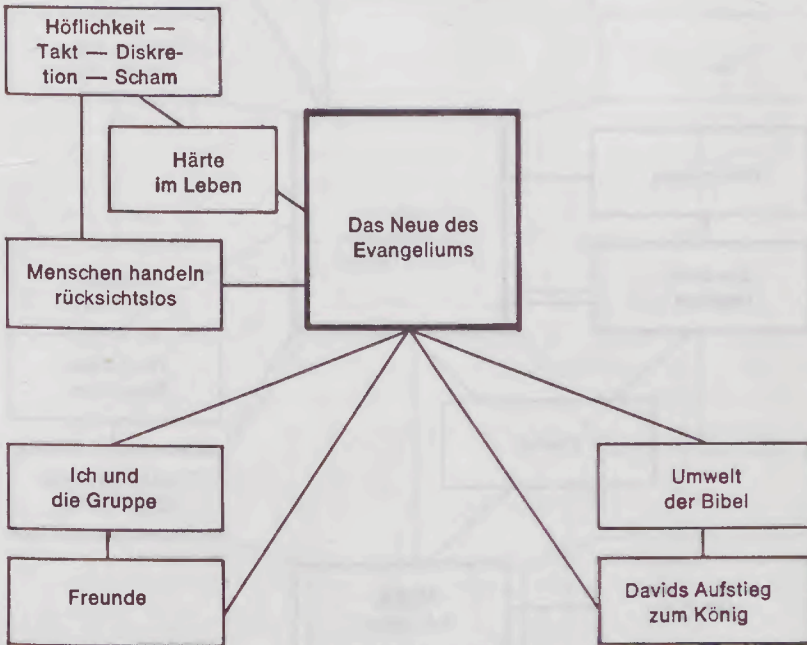 Höflichkeit —
Takt — Diskre-
tion — Scham
Härte
im Leben
Das Neue des
Evangeliums
Menschen handeln
rücksichtslos
Ich und
die Gruppe
Umwelt
der Bibel
Freunde
Davids Aufstieg
zum König